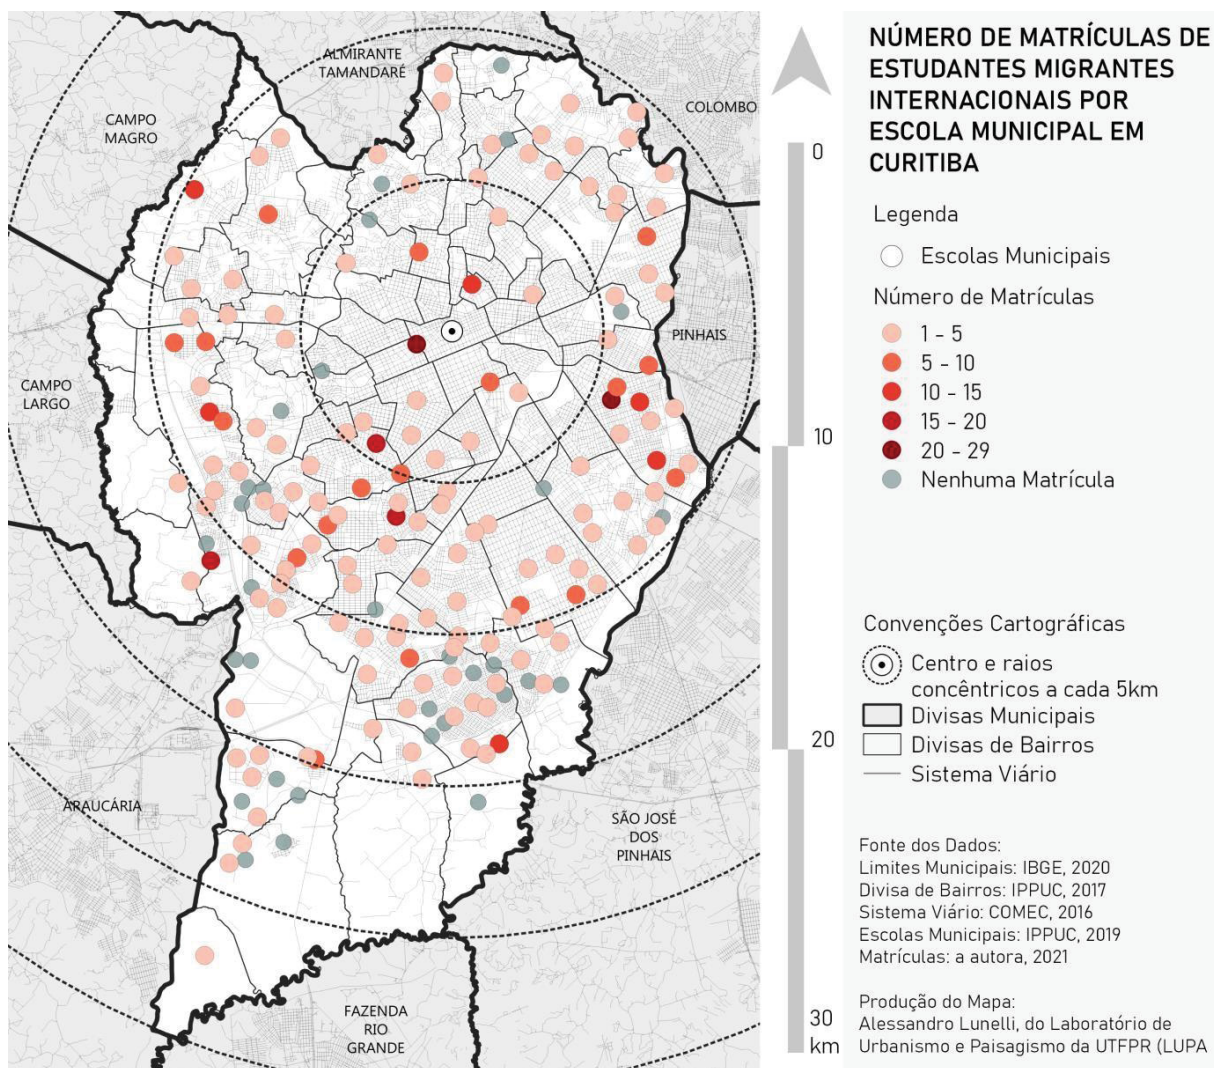 ALMIRANTE
TAMANDARÉ
COLOMBO
CAMPO
MAGRO
PINHAIS
CAMPO
LARGO
ARAUCÁRIA
SÃO JOSÉ
DOS
PINHAIS
FAZENDA
RIO
GRANDE
0
10
20
30
km
NÚMERO DE MATRÍCULAS DE
ESTUDANTES MIGRANTES
INTERNACIONAIS POR
ESCOLA MUNICIPAL EM
CURITIBA
Legenda
Escolas Municipais
Número de Matrículas
1 - 5
5 - 10
10 - 15
15 - 20
20 - 29
Nenhuma Matrícula
Convenções Cartográficas
Centro e raios
concêntricos a cada 5km
Divisas Municipais
Divisas de Bairros
Sistema Viário
Fonte dos Dados:
Limites Municipais: IBGE, 2020
Divisa de Bairros: IPPUC, 2017
Sistema Viário: COMEC, 2016
Escolas Municipais: IPPUC, 2019
Matrículas: a autora, 2021
Produção do Mapa:
Alessandro Lunelli, do Laboratório de
Urbanismo e Paisagismo da UTFPR (LUPA